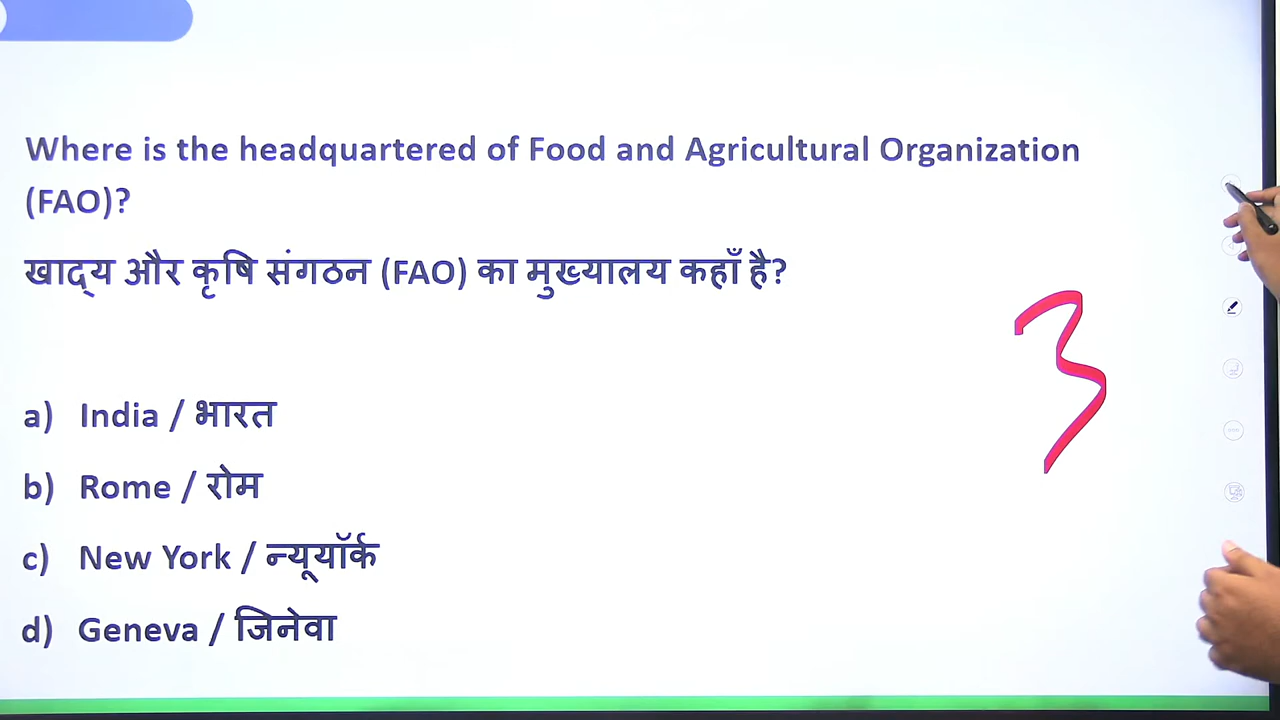 Where is the headquartered of Food and Agricultural Organization
(FAO)?
खाद्य और कृषि संगठन (FAO) का मुख्यालय कहाँ है?
3
a) India / भारत
b) Rome / रोम
c) New York / न्यूयॉर्क
d) Geneva / जिनेवा